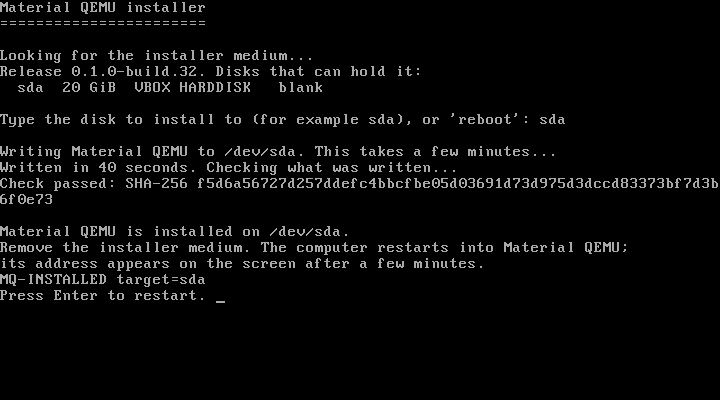 Material QEMU installer
=======================
Looking for the installer medium...
Release 0.1.0-build.32. Disks that can hold it:
  sda  20 GiB  VBOX HARDDISK   blank
Type the disk to install to (for example sda), or 'reboot': sda
Writing Material QEMU to /dev/sda. This takes a few minutes...
Written in 40 seconds. Checking what was written...
Check passed: SHA-256 f5d6a56727d257ddefc4bbcfbe05d03691d73d975d3dccd83373bf7d3b
6f0e73
Material QEMU is installed on /dev/sda.
Remove the installer medium. The computer restarts into Material QEMU;
its address appears on the screen after a few minutes.
MQ-INSTALLED target=sda
Press Enter to restart. _